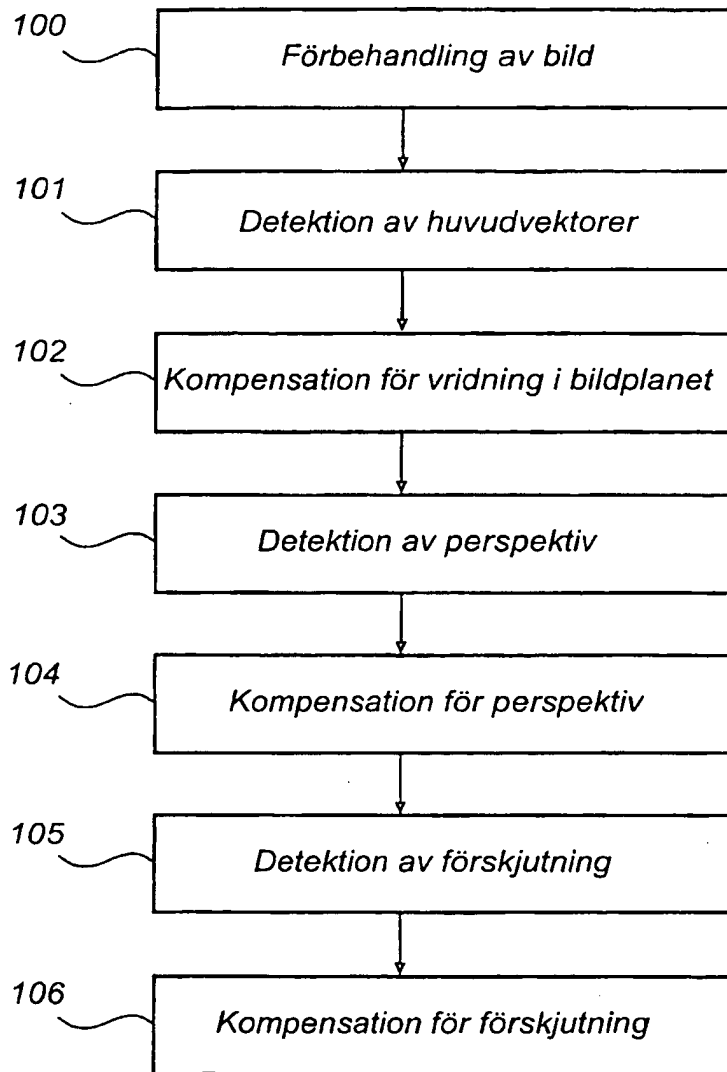 100
Förbehandling av bild
101
Detektion av huvudvektorer
102
Kompensation för vridning i bildplanet
103
Detektion av perspektiv
104
Kompensation för perspektiv
105
Detektion av förskjutning
106
Kompensation för förskjutning